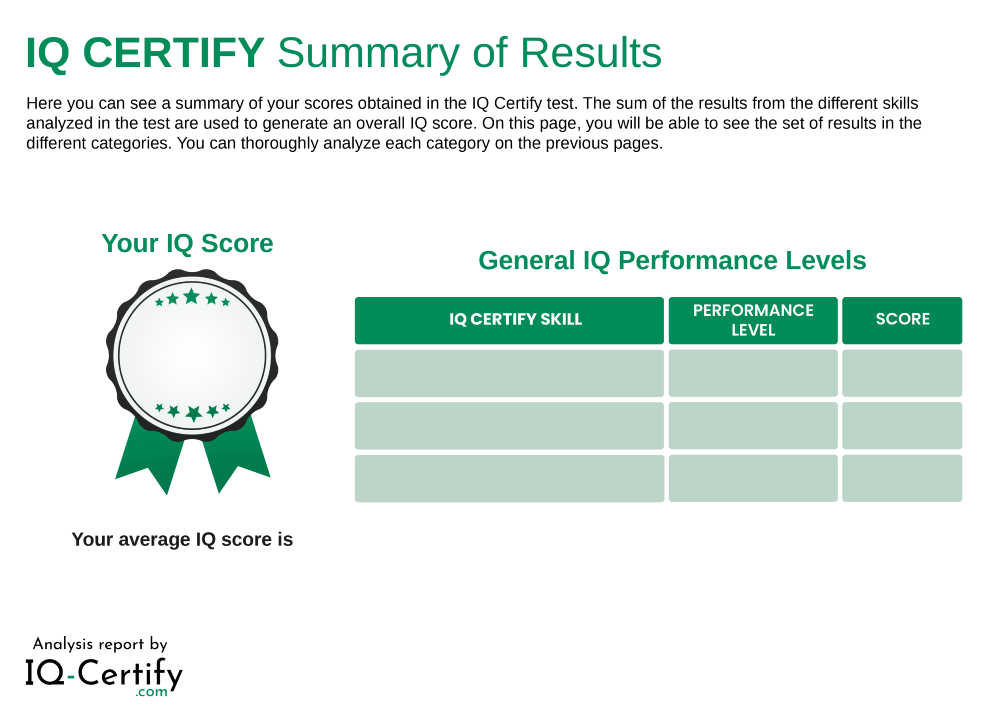 IQ CERTIFY Summary of Results
Here you can see a summary of your scores obtained in the IQ Certify test. The sum of the results from the different skills
analyzed in the test are used to generate an overall IQ score. On this page, you will be able to see the set of results in the
different categories. You can thoroughly analyze each category on the previous pages.
Your IQ Score
Your average IQ score is
General IQ Performance Levels
IQ CERTIFY SKILL
PERFORMANCE
LEVEL
SCORE
Analysis report by
IQ-Certify
.com